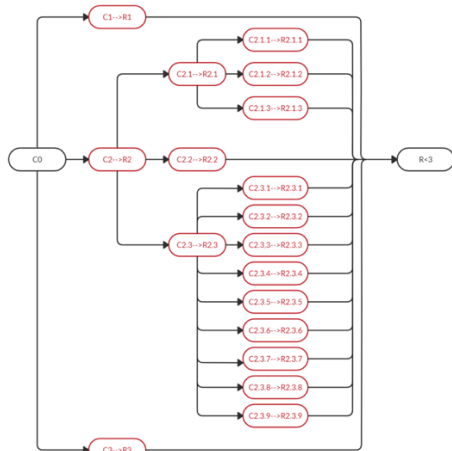 C1-->R1
C2.1.1-->R2.1.1
C2.1-->R2.1
C2.1.2-->R2.1.2
C2.1.3-->R2.1.3
C0
C2-->R2
C2.2-->R2.2
R<3
C2.3.1-->R2.3.1
C2.3.2-->R2.3.2
C2.3-->R2.3
C2.3.3-->R2.3.3
C2.3.4-->R2.3.4
C2.3.5-->R2.3.5
C2.3.6-->R2.3.6
C2.3.7-->R2.3.7
C2.3.8-->R2.3.8
C2.3.9-->R2.3.9
C3-->R3